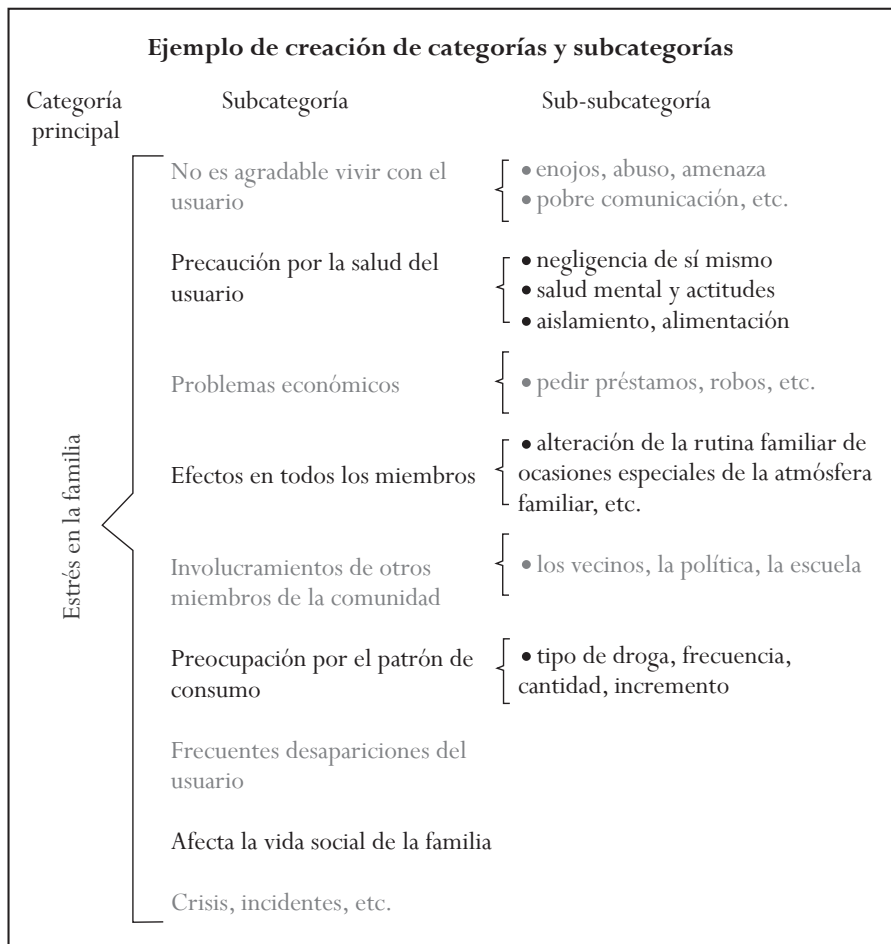 Ejemplo de creación de categorías y subcategorías
Categoría principal
Subcategoría
Sub-subcategoría
Estrés en la familia
No es agradable vivir con el
usuario
• enojos, abuso, amenaza
• pobre comunicación, etc.
Precaución por la salud del
usuario
• negligencia de sí mismo
• salud mental y actitudes
• aislamiento, alimentación
Problemas económicos
• pedir préstamos, robos, etc.
Efectos en todos los miembros
• alteración de la rutina familiar de
ocasiones especiales de la atmósfera
familiar, etc.
Involucramientos de otros
miembros de la comunidad
• los vecinos, la política, la escuela
Preocupación por el patrón de
consumo
• tipo de droga, frecuencia,
cantidad, incremento
Frecuentes desapariciones del
usuario
Afecta la vida social de la familia
Crisis, incidentes, etc.